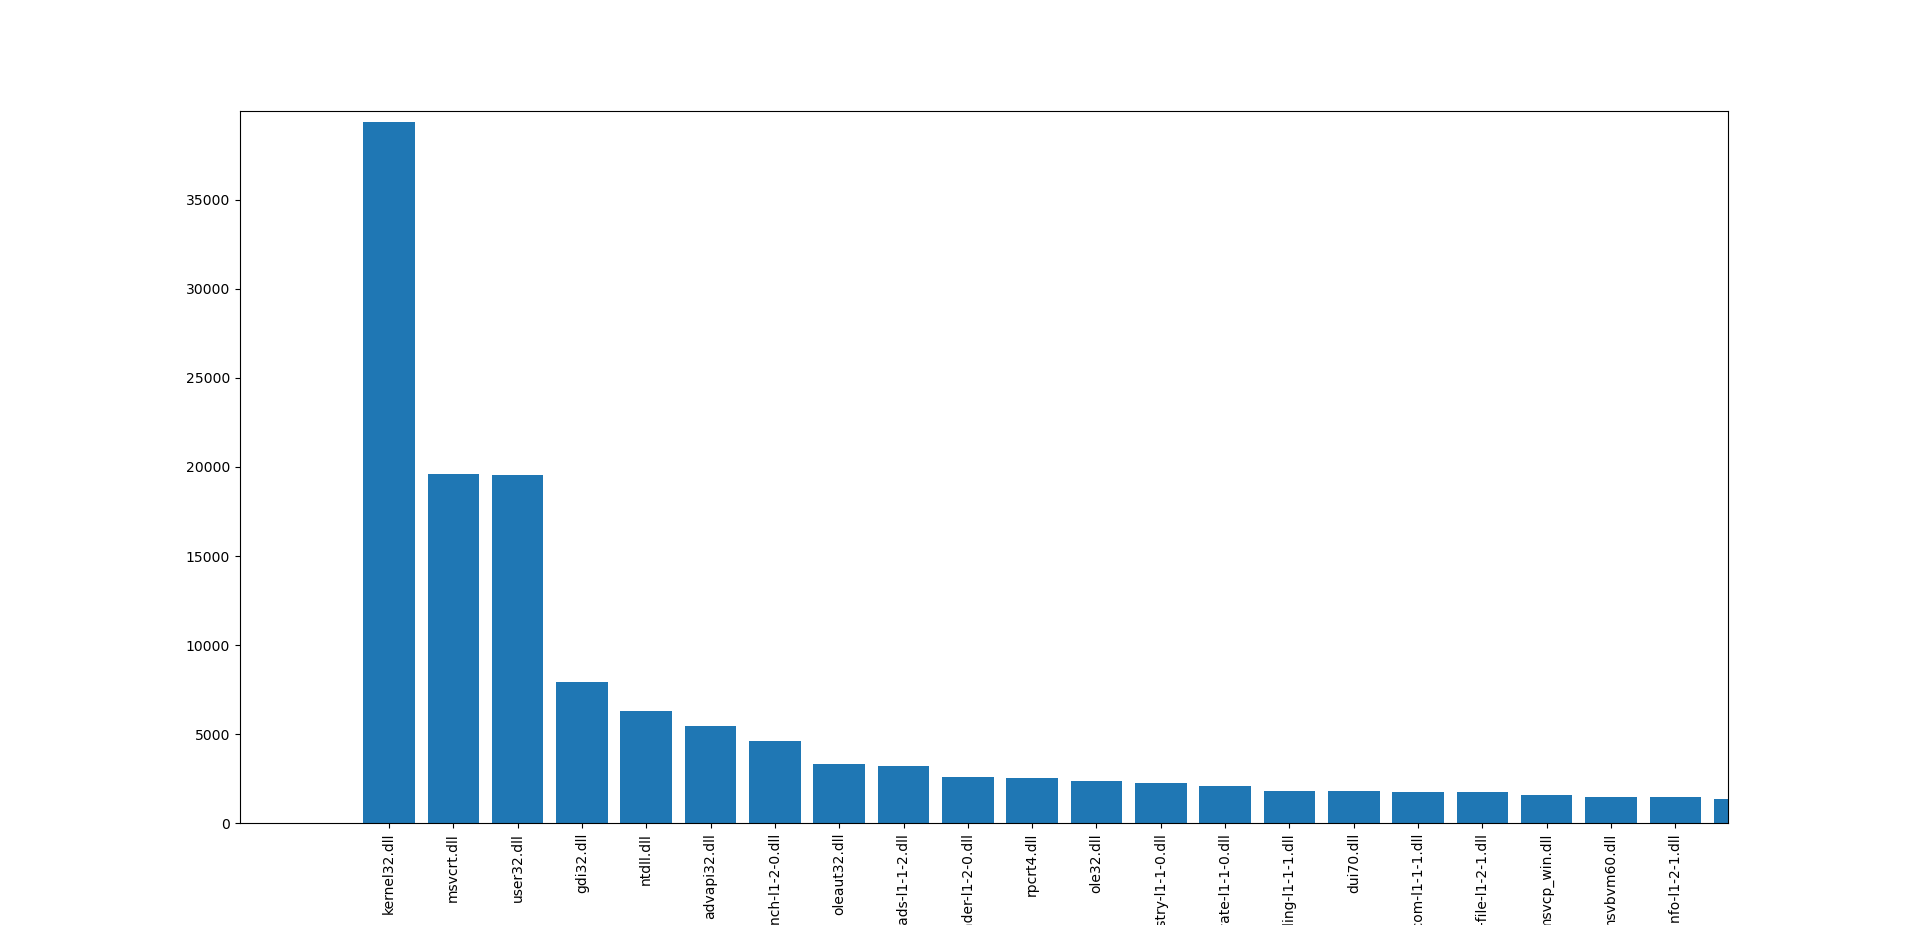 35000
30000
25000
20000
15000
10000
5000
0
kernel32.dll
msvcrt.dll
user32.dll
gdi32.dll
ntdll.dll
advapi32.dll
nch-l1-2-0.dll
oleaut32.dll
ads-l1-1-2.dll
der-l1-2-0.dll
rpcrt4.dll
ole32.dll
stry-l1-1-0.dll
ate-l1-1-0.dll
ling-l1-1-1.dll
dui70.dll
com-l1-1-1.dll
-file-l1-2-1.dll
msvcp_win.dll
msvbvm60.dll
nfo-l1-2-1.dll